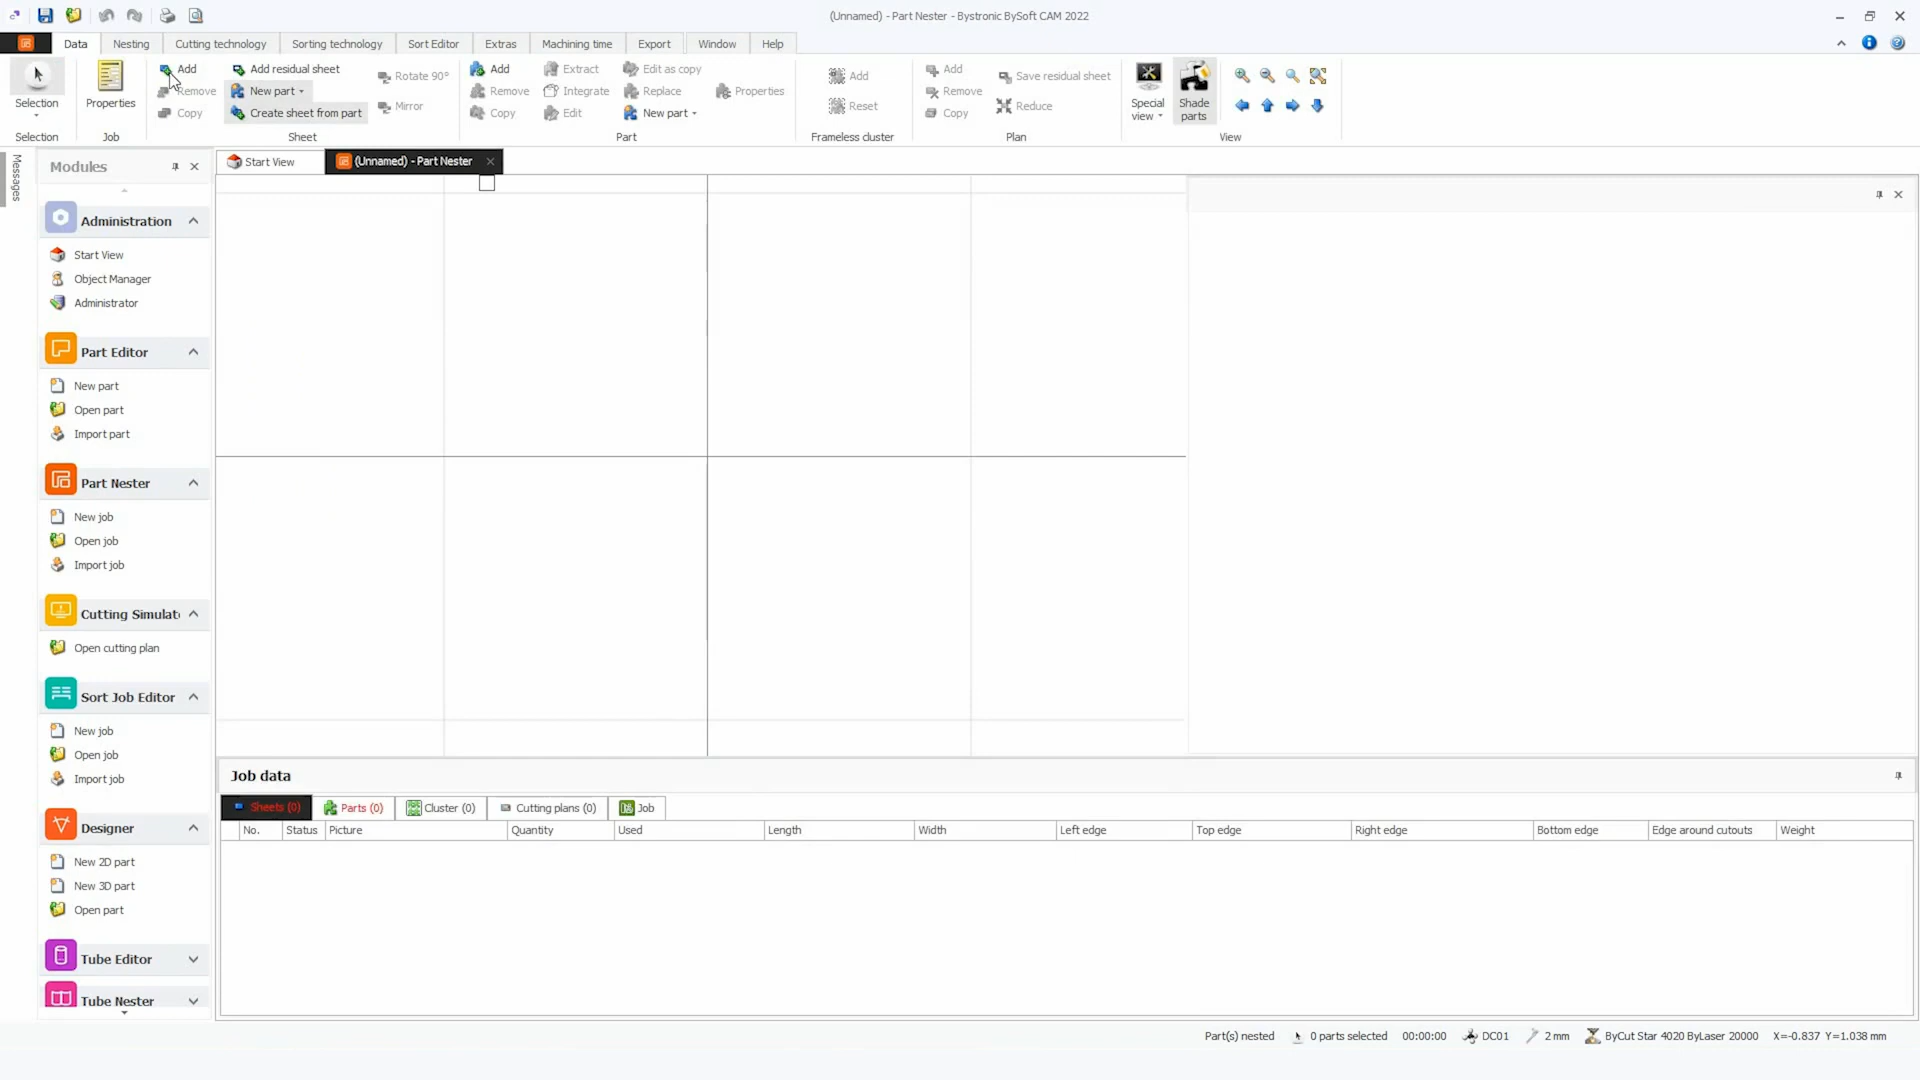 (Unnamed) - Part Nester - Bystronic BySoft CAM 2022
Data Nesting Cutting technology Sorting technology Sort Editor Extras Machining time Export Window Help
Selection
Properties
Add
Remove
Copy
Add residual sheet
New part
Create sheet from part
Rotate 90°
Mirror
Add
Remove
Copy
Extract
Integrate
Edit
Edit as copy
Replace
New part
Properties
Add
Reset
Add
Remove
Copy
Save residual sheet
Reduce
Special view
Shade parts
Selection Job Sheet Part Frameless cluster Plan View
Messages
Modules
Start View
(Unnamed) - Part Nester
Administration
Start View
Object Manager
Administrator
Part Editor
New part
Open part
Import part
Part Nester
New job
Open job
Import job
Cutting Simulat
Open cutting plan
Sort Job Editor
New job
Open job
Import job
Designer
New 2D part
New 3D part
Open part
Tube Editor
Tube Nester
Job data
Sheets (0) Parts (0) Cluster (0) Cutting plans (0) Job
No. Status Picture Quantity Used Length Width Left edge Top edge Right edge Bottom edge Edge around cutouts Weight
Part(s) nested 0 parts selected 00:00:00 DC01 2 mm ByCut Star 4020 ByLaser 20000 X=-0.837 Y=1.038 mm